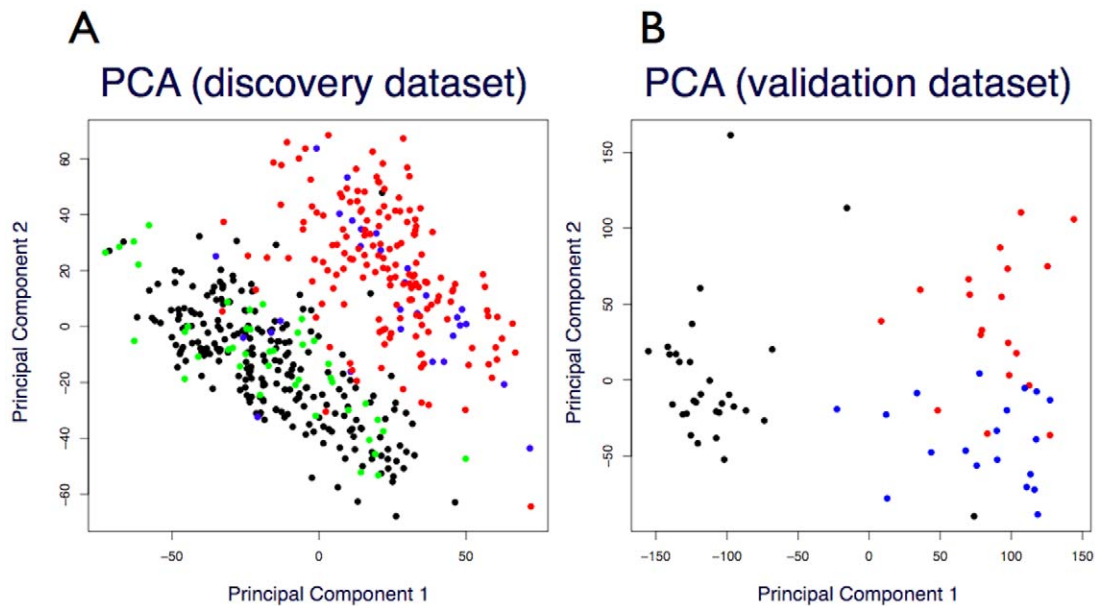 A
PCA (discovery dataset)
60
40
20
0
−20
−40
−60
Principal Component 2
−50
0
50
Principal Component 1
B
PCA (validation dataset)
150
100
50
0
−50
Principal Component 2
−150
−100
−50
0
50
100
150
Principal Component 1